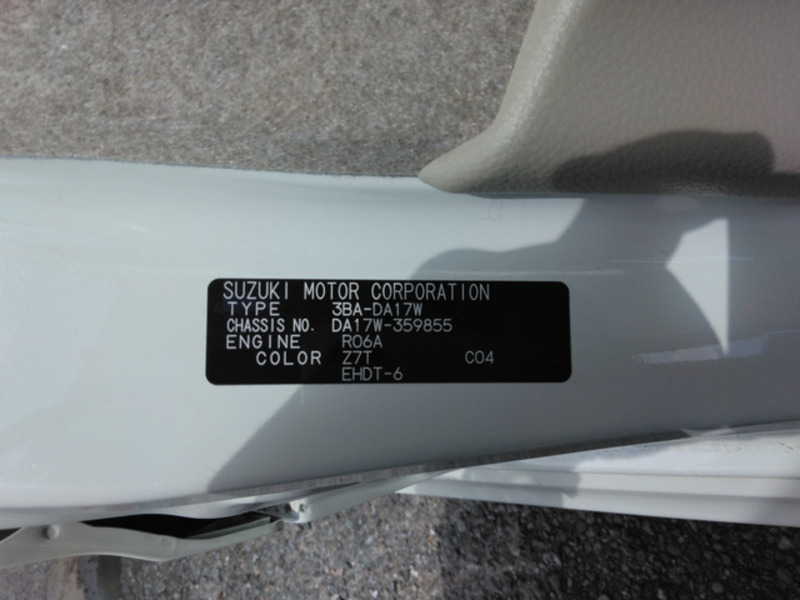 SUZUKI MOTOR CORPORATION
TYPE 3BA-DA17W
CHASSIS NO. DA17W-359855
ENGINE R06A
COLOR Z7T C04
EHDT-6